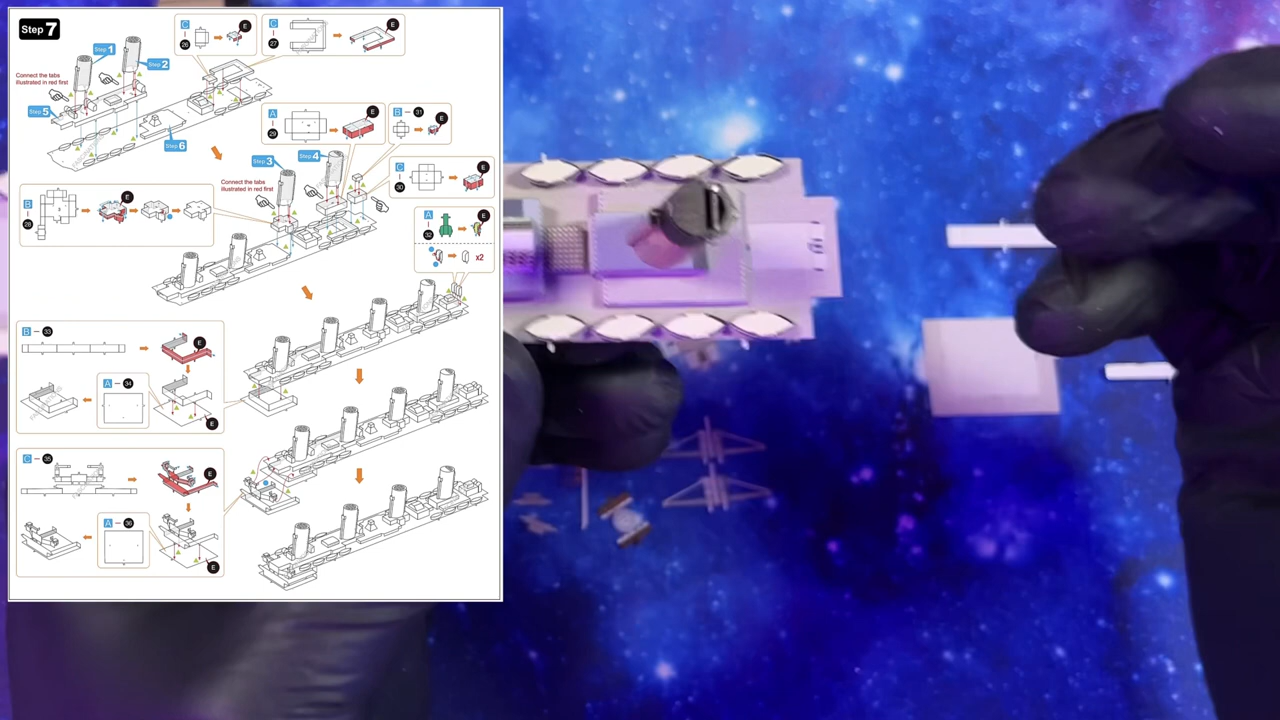 Step 7
C
26
E
C
27
E
Step 1
Step 2
Connect the tabs
illustrated in red first
Step 5
Step 6
A
29
E
B
31
E
Step 3
Step 4
Connect the tabs
illustrated in red first
C
30
E
B
28
E
A
32
E
x2
B
33
E
A
34
E
C
35
E
A
36
E